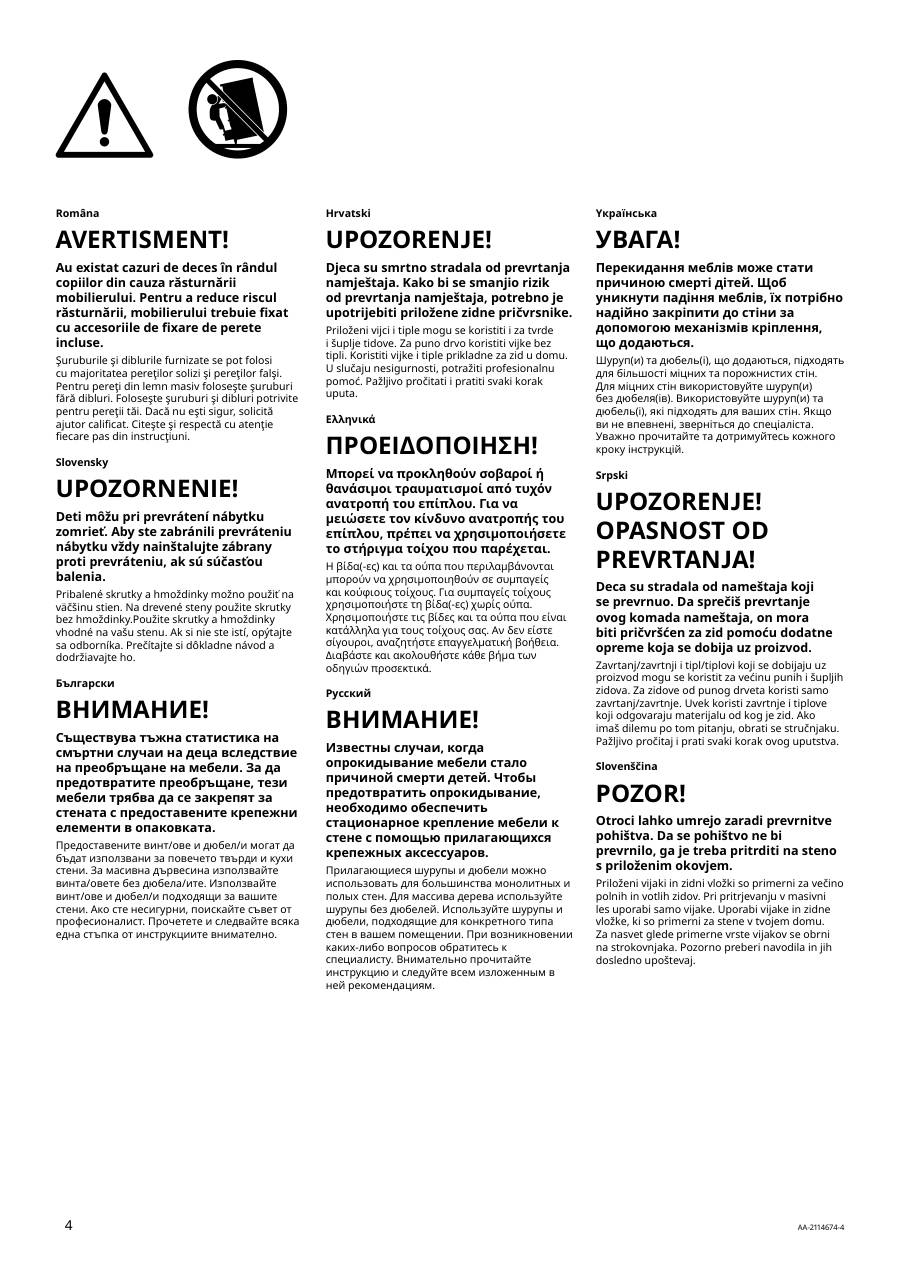 Româna
AVERTISMENT!
Au existat cazuri de deces în rândul
copiilor din cauza răsturnării
mobilierului. Pentru a reduce riscul
răsturnării, mobilierului trebuie fixat
cu accesoriile de fixare de perete
incluse.
Şuruburile şi diblurile furnizate se pot folosi
cu majoritatea pereţilor solizi şi pereţilor falşi.
Pentru pereţi din lemn masiv foloseşte şuruburi
fără dibluri. Foloseşte şuruburi şi dibluri potrivite
pentru pereţii tăi. Dacă nu eşti sigur, solicită
ajutor calificat. Citeşte şi respectă cu atenţie
fiecare pas din instrucţiuni.
Slovensky
UPOZORNENIE!
Deti môžu pri prevrátení nábytku
zomrieť. Aby ste zabránili prevráteniu
nábytku vždy nainštalujte zábrany
proti prevráteniu, ak sú súčasťou
balenia.
Pribalené skrutky a hmoždinky možno použiť na
väčšinu stien. Na drevené steny použite skrutky
bez hmoždinky.Použite skrutky a hmoždinky
vhodné na vašu stenu. Ak si nie ste istí, opýtajte
sa odborníka. Prečítajte si dôkladne návod a
dodržiavajte ho.
Български
ВНИМАНИЕ!
Съществува тъжна статистика на
смъртни случаи на деца вследствие
на преобръщане на мебели. За да
предотвратите преобръщане, тези
мебели трябва да се закрепят за
стената с предоставените крепежни
елементи в опаковката.
Предоставените винт/ове и дюбел/и могат да
бъдат използвани за повечето твърди и кухи
стени. За масивна дървесина използвайте
винта/овете без дюбела/ите. Използвайте
винт/ове и дюбел/и подходящи за вашите
стени. Ако сте несигурни, поискайте съвет от
професионалист. Прочетете и следвайте всяка
една стъпка от инструкциите внимателно.
Hrvatski
UPOZORENJE!
Djeca su smrtno stradala od prevrtanja
namještaja. Kako bi se smanjio rizik
od prevrtanja namještaja, potrebno je
upotrijebiti priložene zidne pričvrsnike.
Priloženi vijci i tiple mogu se koristiti i za tvrde
i šuplje tidove. Za puno drvo koristiti vijke bez
tipli. Koristiti vijke i tiple prikladne za zid u domu.
U slučaju nesigurnosti, potražiti profesionalnu
pomoć. Pažljivo pročitati i pratiti svaki korak
uputa.
Ελληνικά
ΠΡΟΕΙΔΟΠΟΙΗΣΗ!
Μπορεί να προκληθούν σοβαροί ή
θανάσιμοι τραυματισμοί από τυχόν
ανατροπή του επίπλου. Για να
μειώσετε τον κίνδυνο ανατροπής του
επίπλου, πρέπει να χρησιμοποιήσετε
το στήριγμα τοίχου που παρέχεται.
Η βίδα(-ες) και τα ούπα που περιλαμβάνονται
μπορούν να χρησιμοποιηθούν σε συμπαγείς
και κούφιους τοίχους. Για συμπαγείς τοίχους
χρησιμοποιήστε τη βίδα(-ες) χωρίς ούπα.
Χρησιμοποιήστε τις βίδες και τα ούπα που είναι
κατάλληλα για τους τοίχους σας. Αν δεν είστε
σίγουροι, αναζητήστε επαγγελματική βοήθεια.
Διαβάστε και ακολουθήστε κάθε βήμα των
οδηγιών προσεκτικά.
Русский
ВНИМАНИЕ!
Известны случаи, когда
опрокидывание мебели стало
причиной смерти детей. Чтобы
предотвратить опрокидывание,
необходимо обеспечить
стационарное крепление мебели к
стене с помощью прилагающихся
крепежных аксессуаров.
Прилагающиеся шурупы и дюбели можно
использовать для большинства монолитных и
полых стен. Для массива дерева используйте
шурупы без дюбелей. Используйте шурупы и
дюбели, подходящие для конкретного типа
стен в вашем помещении. При возникновении
каких-либо вопросов обратитесь к
специалисту. Внимательно прочитайте
инструкцию и следуйте всем изложенным в
ней рекомендациям.
Yкраїнська
УВАГА!
Перекидання меблів може стати
причиною смерті дітей. Щоб
уникнути падіння меблів, їх потрібно
надійно закріпити до стіни за
допомогою механізмів кріплення,
що додаються.
Шуруп(и) та дюбель(і), що додаються, підходять
для більшості міцних та порожнистих стін.
Для міцних стін використовуйте шуруп(и)
без дюбеля(ів). Використовуйте шуруп(и) та
дюбель(і), які підходять для ваших стін. Якщо
ви не впевнені, зверніться до спеціаліста.
Уважно прочитайте та дотримуйтесь кожного
кроку інструкцій.
Srpski
UPOZORENJE!
OPASNOST OD
PREVRTANJA!
Deca su stradala od nameštaja koji
se prevrnuo. Da sprečiš prevrtanje
ovog komada nameštaja, on mora
biti pričvršćen za zid pomoću dodatne
opreme koja se dobija uz proizvod.
Zavrtanj/zavrtnji i tipl/tiplovi koji se dobijaju uz
proizvod mogu se koristit za većinu punih i šupljih
zidova. Za zidove od punog drveta koristi samo
zavrtanj/zavrtnje. Uvek koristi zavrtnje i tiplove
koji odgovaraju materijalu od kog je zid. Ako
imaš dilemu po tom pitanju, obrati se stručnjaku.
Pažljivo pročitaj i prati svaki korak ovog uputstva.
Slovenščina
POZOR!
Otroci lahko umrejo zaradi prevrnitve
pohištva. Da se pohištvo ne bi
prevrnilo, ga je treba pritrditi na steno
s priloženim okovjem.
Priloženi vijaki in zidni vložki so primerni za večino
polnih in votlih zidov. Pri pritrjevanju v masivni
les uporabi samo vijake. Uporabi vijake in zidne
vložke, ki so primerni za stene v tvojem domu.
Za nasvet glede primerne vrste vijakov se obrni
na strokovnjaka. Pozorno preberi navodila in jih
dosledno upoštevaj.
4
AA-2114674-4